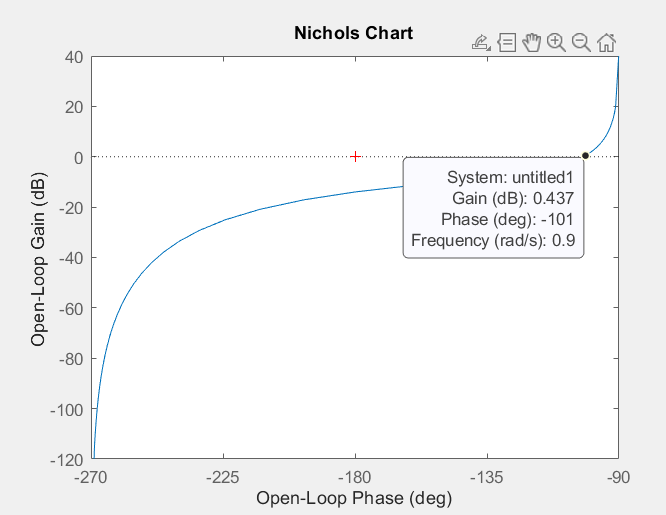 Nichols Chart
40
20
0
-20
-40
-60
-80
-100
-120
Open-Loop Gain (dB)
System: untitled1
Gain (dB): 0.437
Phase (deg): -101
Frequency (rad/s): 0.9
-270 -225 -180 -135 -90
Open-Loop Phase (deg)